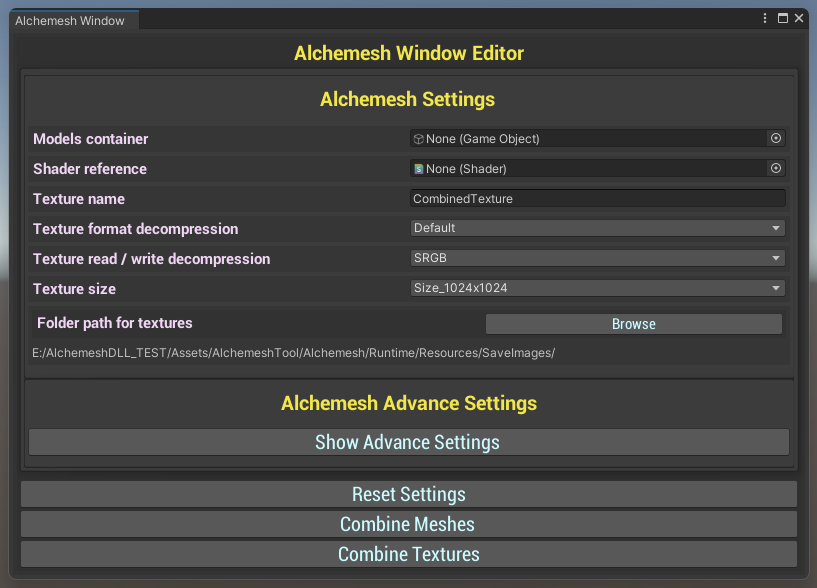 Alchemesh Window
Alchemesh Window Editor
Alchemesh Settings
Models container None (Game Object)
Shader reference None (Shader)
Texture name CombinedTexture
Texture format decompression Default
Texture read / write decompression SRGB
Texture size Size_1024x1024
Folder path for textures Browse
E:/AlchemeshDLL_TEST/Assets/AlchemeshTool/Alchemesh/Runtime/Resources/SaveImages/
Alchemesh Advance Settings
Show Advance Settings
Reset Settings
Combine Meshes
Combine Textures